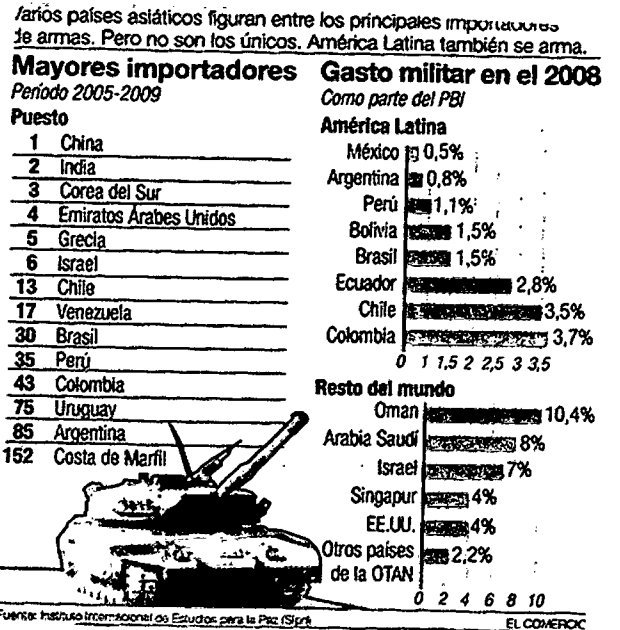 Varios países asiáticos figuran entre los principales importadores
de armas. Pero no son los únicos. América Latina también se arma.
Mayores importadores
Período 2005-2009
Puesto
1 China
2 India
3 Corea del Sur
4 Emiratos Árabes Unidos
5 Grecia
6 Israel
13 Chile
17 Venezuela
30 Brasil
35 Perú
43 Colombia
75 Uruguay
85 Argentina
152 Costa de Marfil
Gasto militar en el 2008
Como parte del PBI
América Latina
México 0,5%
Argentina 0,8%
Perú 1,1%
Bolivia 1,5%
Brasil 1,5%
Ecuador 2,8%
Chile 3,5%
Colombia 3,7%
0 1 1,5 2 2,5 3 3,5
Resto del mundo
Oman 10,4%
Arabia Saudí 8%
Israel 7%
Singapur 4%
EE.UU. 4%
Otros países
de la OTAN 2,2%
0 2 4 6 8 10
Fuente: Instituto Internacional de Estudios para la Paz (Sipri)
EL COMERCIO